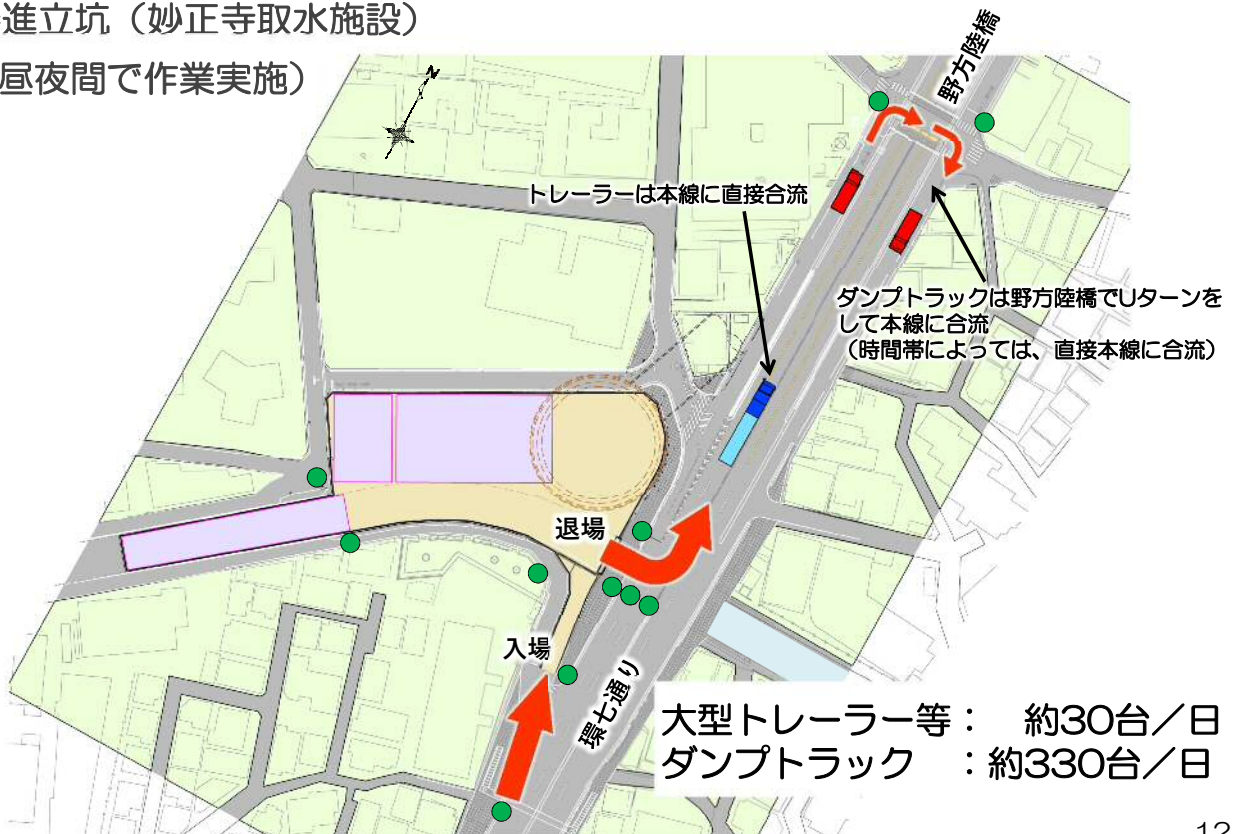 進立坑（妙正寺取水施設）
昼夜間で作業実施）
N
野方陸橋
トレーラーは本線に直接合流
ダンプトラックは野方陸橋でUターンを
して本線に合流
（時間帯によっては、直接本線に合流）
退場
入場
環七通り
大型トレーラー等：　約30台／日
ダンプトラック　：約330台／日
12